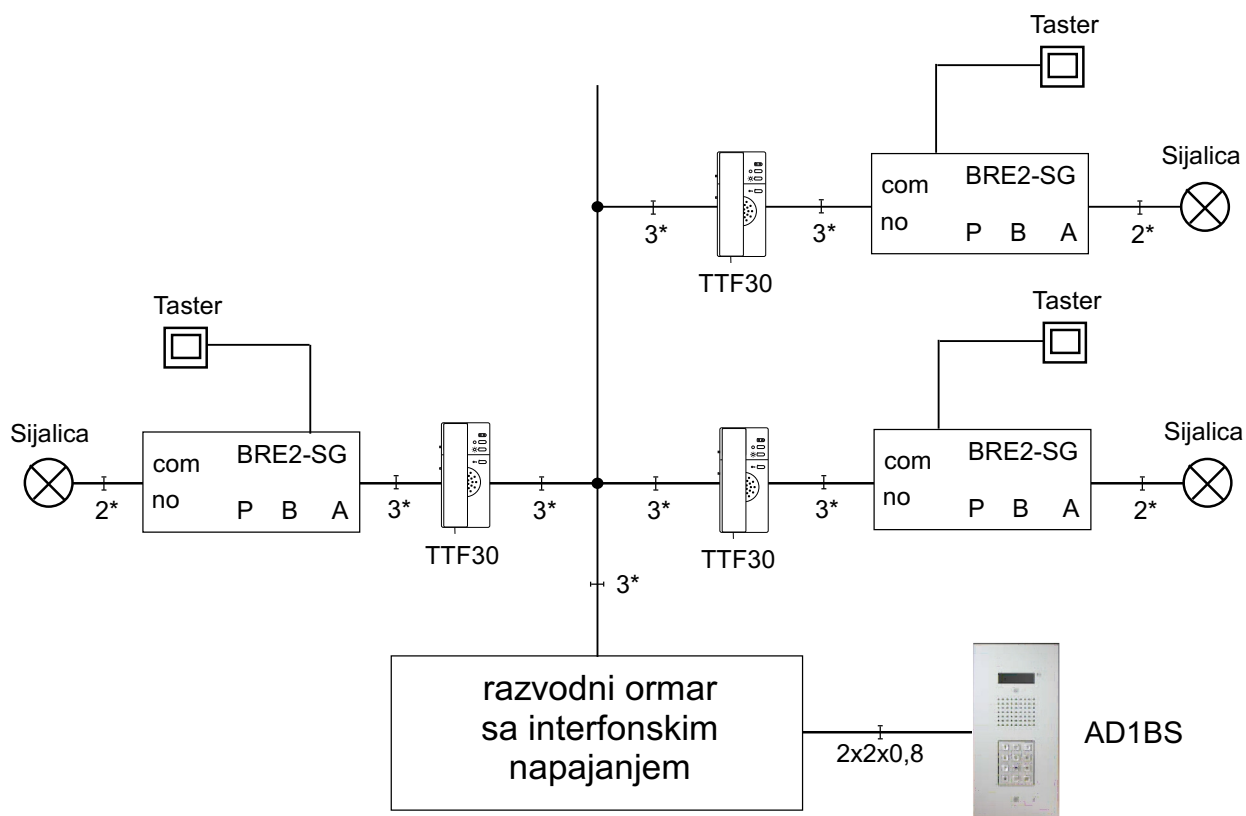 Taster
BRE2-SG
com
no
P B A
Sijalica
3*
3*
2*
TTF30
Taster
Taster
Sijalica
BRE2-SG
com
no
P B A
2*
3*
3*
TTF30
3*
3*
TTF30
BRE2-SG
com
no
P B A
2*
Sijalica
3*
razvodni ormar
sa interfonskim
napajanjem
2x2x0,8
AD1BS